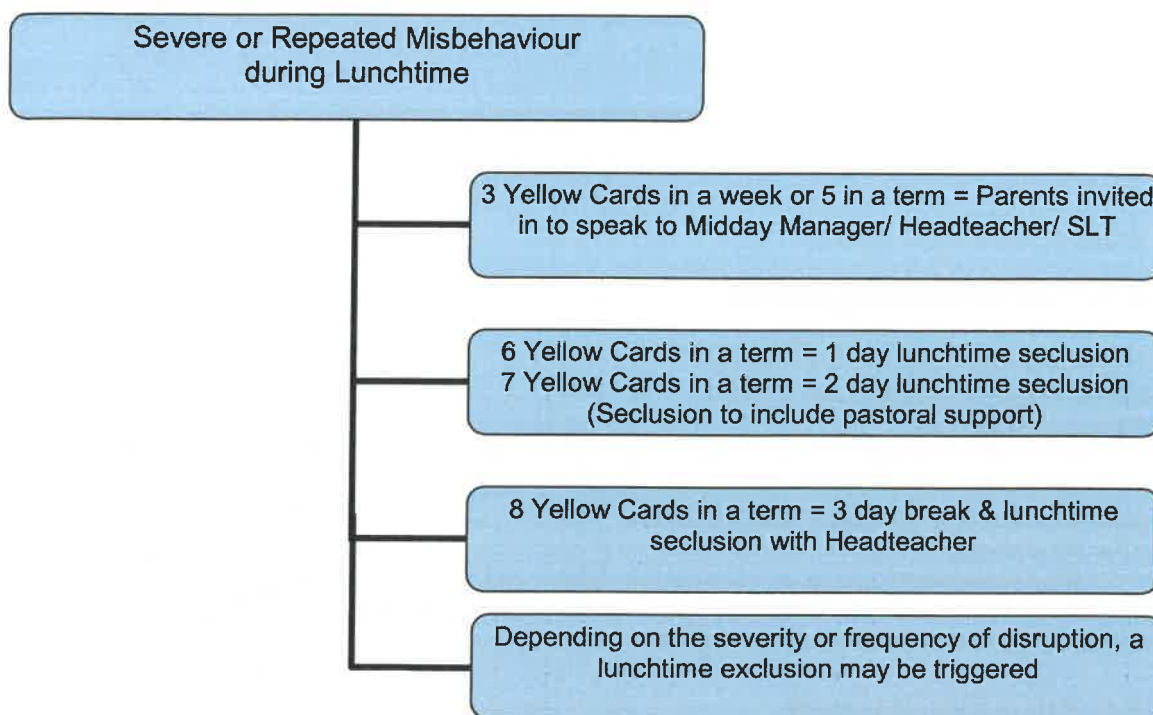 Severe or Repeated Misbehaviour
during Lunchtime
3 Yellow Cards in a week or 5 in a term = Parents invited
in to speak to Midday Manager/ Headteacher/ SLT
6 Yellow Cards in a term = 1 day lunchtime seclusion
7 Yellow Cards in a term = 2 day lunchtime seclusion
(Seclusion to include pastoral support)
8 Yellow Cards in a term = 3 day break & lunchtime
seclusion with Headteacher
Depending on the severity or frequency of disruption, a
lunchtime exclusion may be triggered